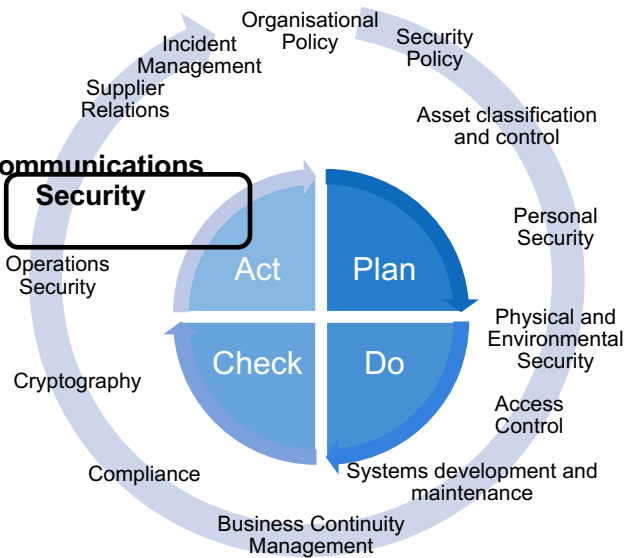 Organisational
Policy
Security
Policy
Asset classification
and control
Personal
Security
Physical and
Environmental
Security
Access
Control
Systems development and
maintenance
Business Continuity
Management
Compliance
Cryptography
Operations
Security
ommunications
Security
Supplier
Relations
Incident
Management
Act
Plan
Check
Do